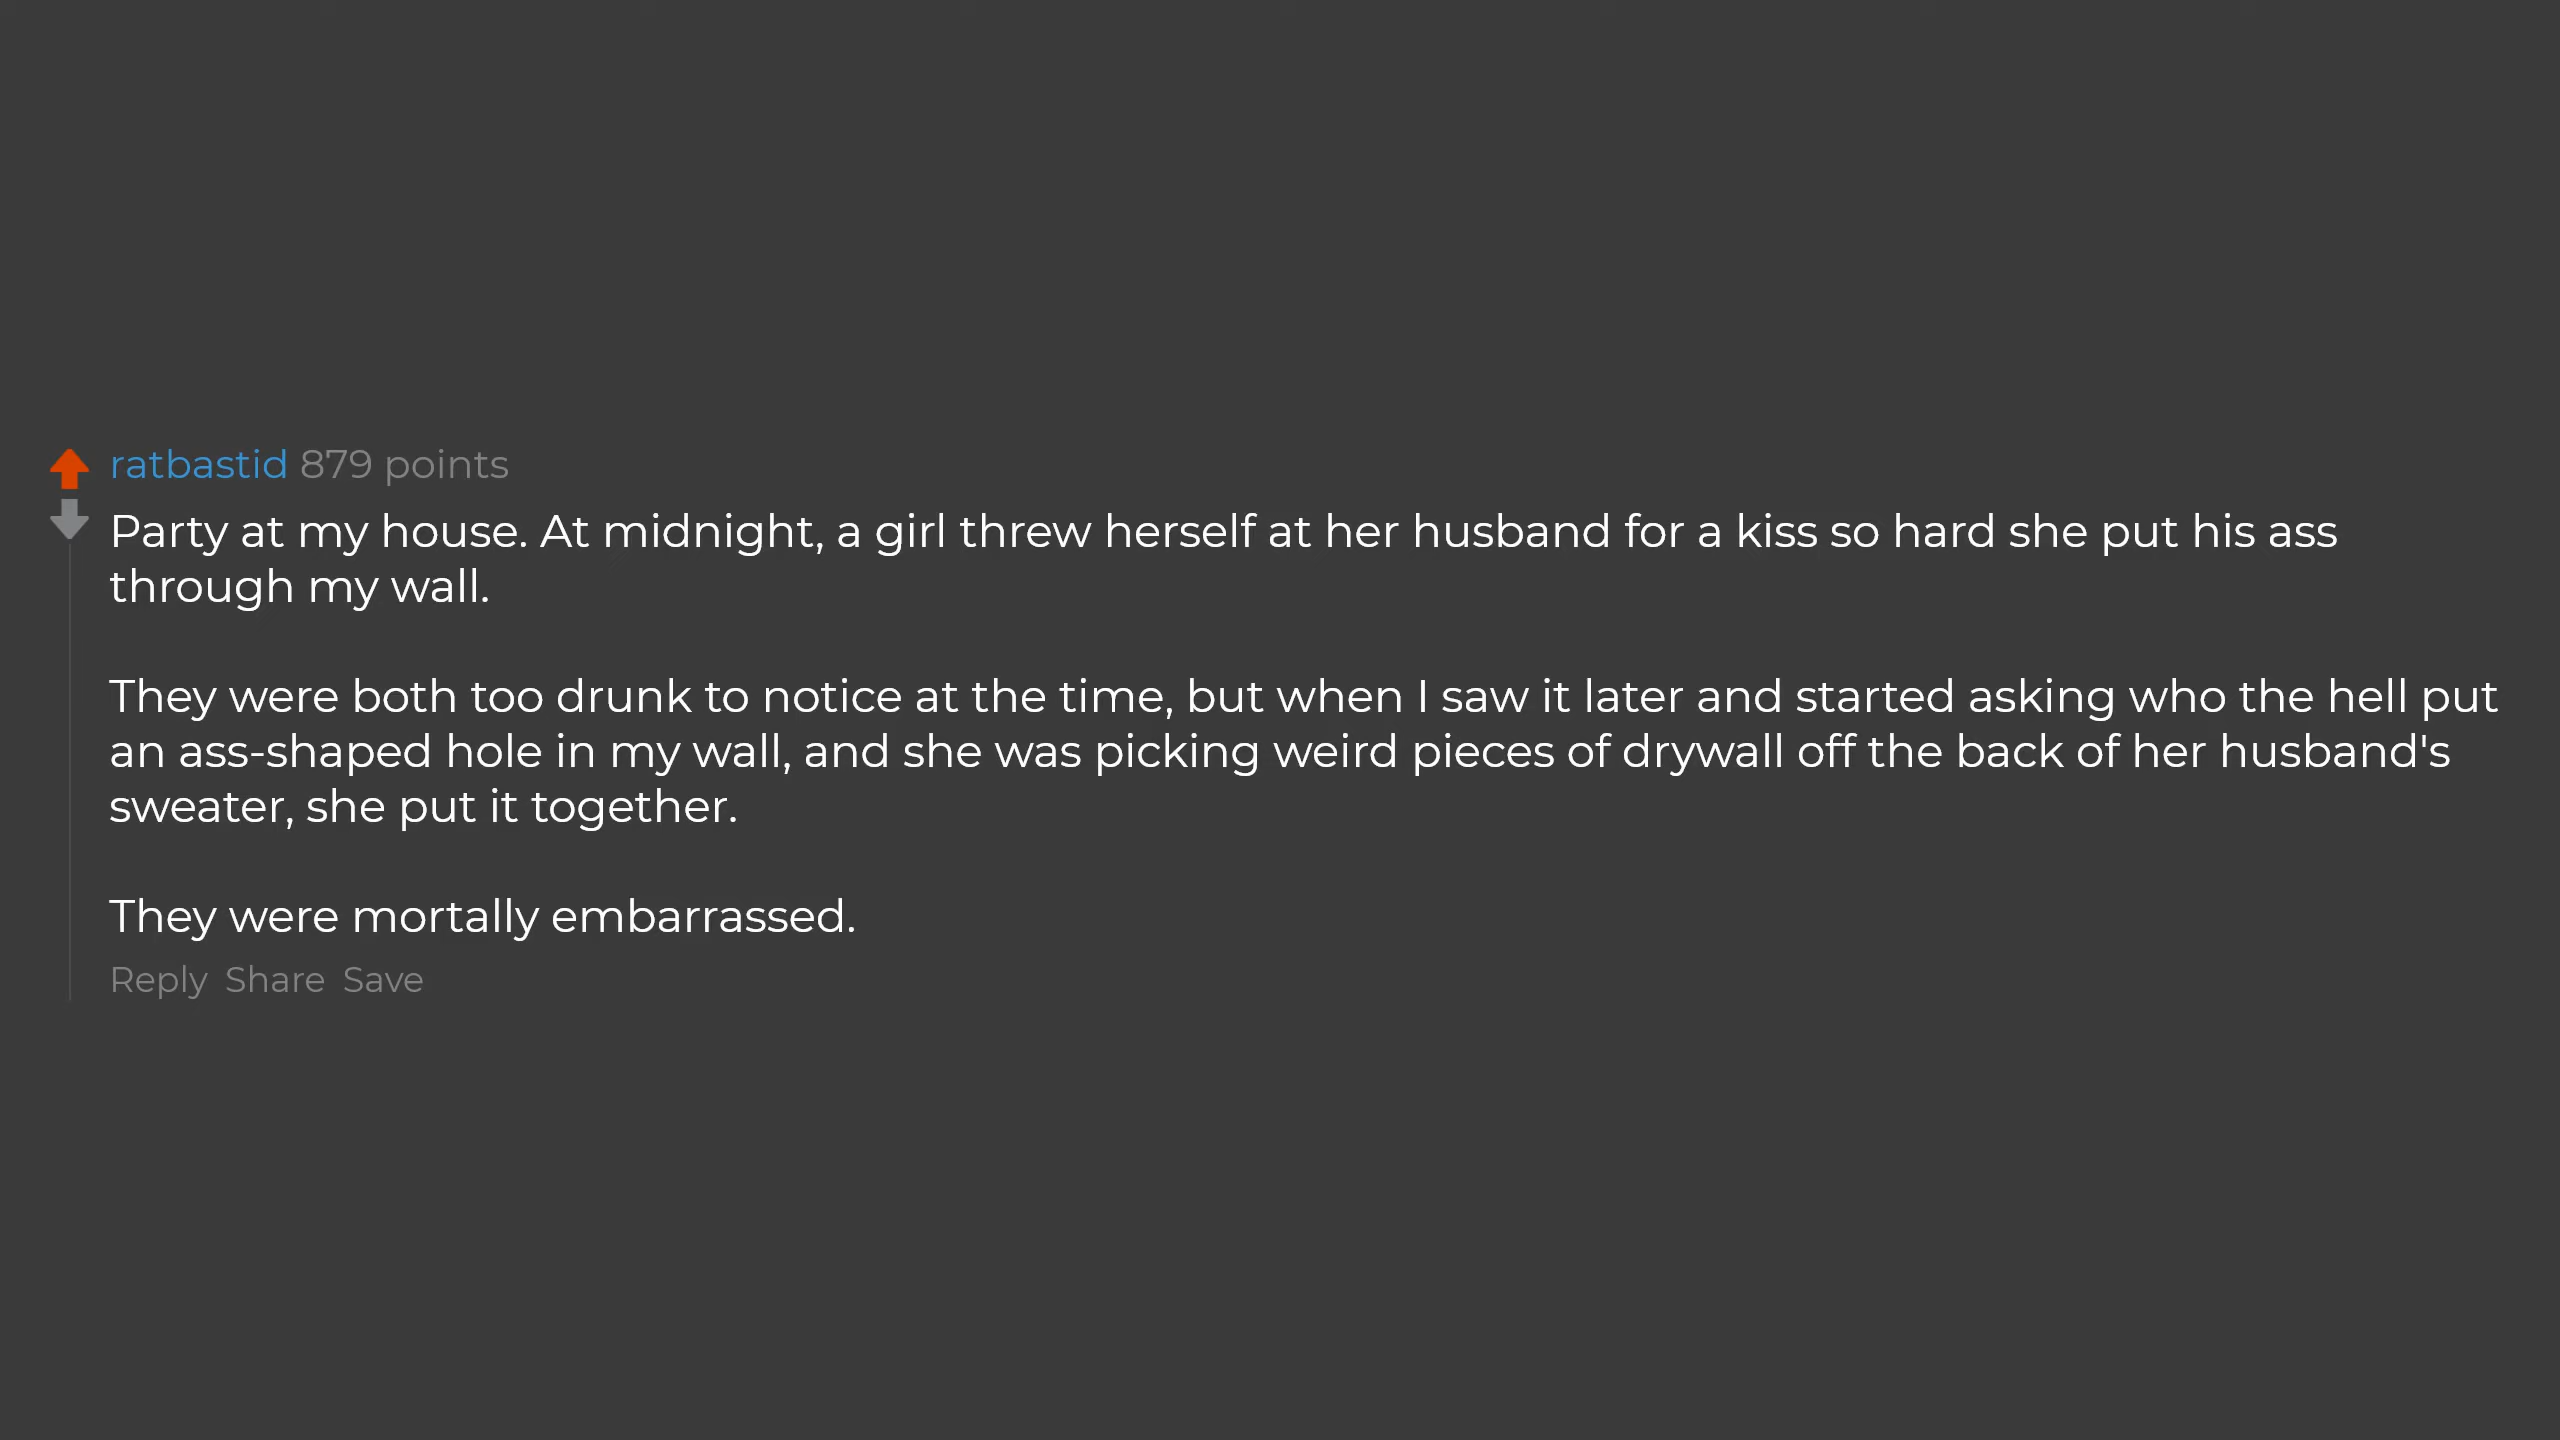 ratbastid 879 points
Party at my house. At midnight, a girl threw herself at her husband for a kiss so hard she put his ass
through my wall.
They were both too drunk to notice at the time, but when I saw it later and started asking who the hell put
an ass-shaped hole in my wall, and she was picking weird pieces of drywall off the back of her husband's
sweater, she put it together.
They were mortally embarrassed.
Reply Share Save